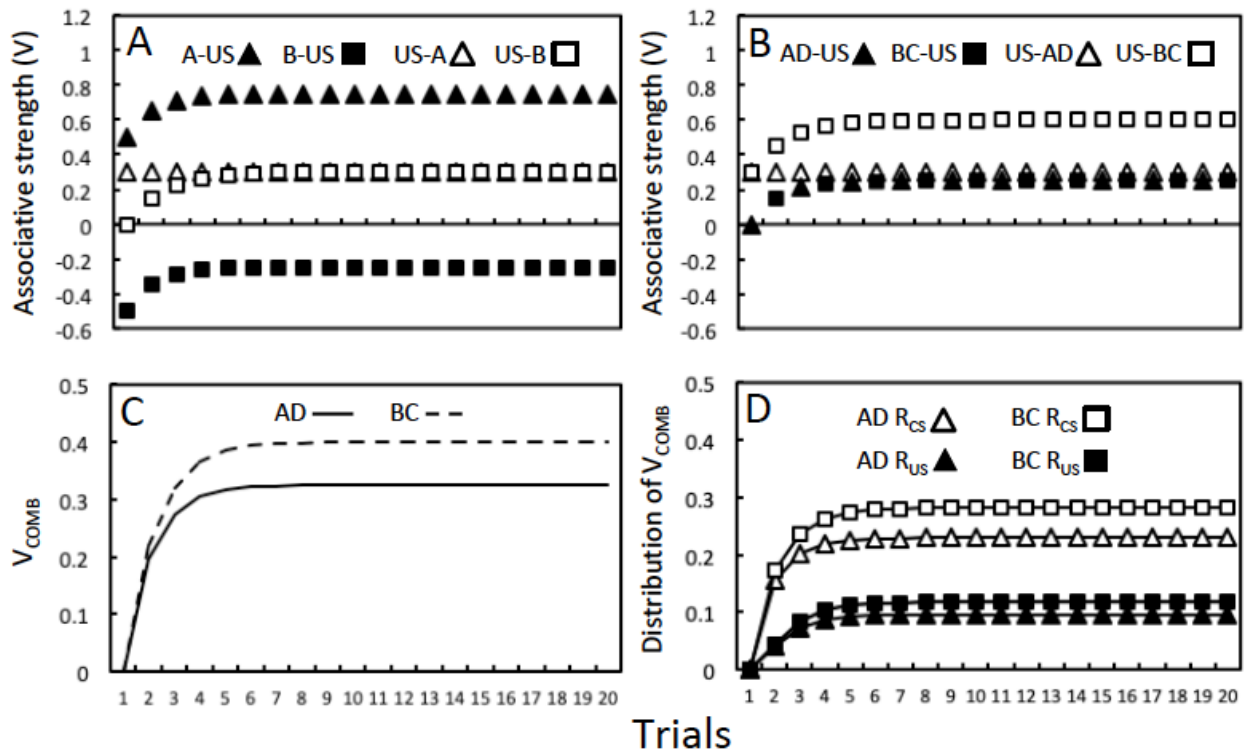 A
A-US ▲ B-US ■ US-A △ US-B □
Associative strength (V)
1.2
1
0.8
0.6
0.4
0.2
0
-0.2
-0.4
-0.6
B
AD-US ▲ BC-US ■ US-AD △ US-BC □
Associative strength (V)
1.2
1
0.8
0.6
0.4
0.2
0
-0.2
-0.4
-0.6
C
AD — BC – –
V_COMB
0.5
0.4
0.3
0.2
0.1
0
1 2 3 4 5 6 7 8 9 10 11 12 13 14 15 16 17 18 19 20
D
AD R_CS △ BC R_CS □
AD R_US ▲ BC R_US ■
Distribution of V_COMB
0.5
0.4
0.3
0.2
0.1
0
1 2 3 4 5 6 7 8 9 10 11 12 13 14 15 16 17 18 19 20
Trials